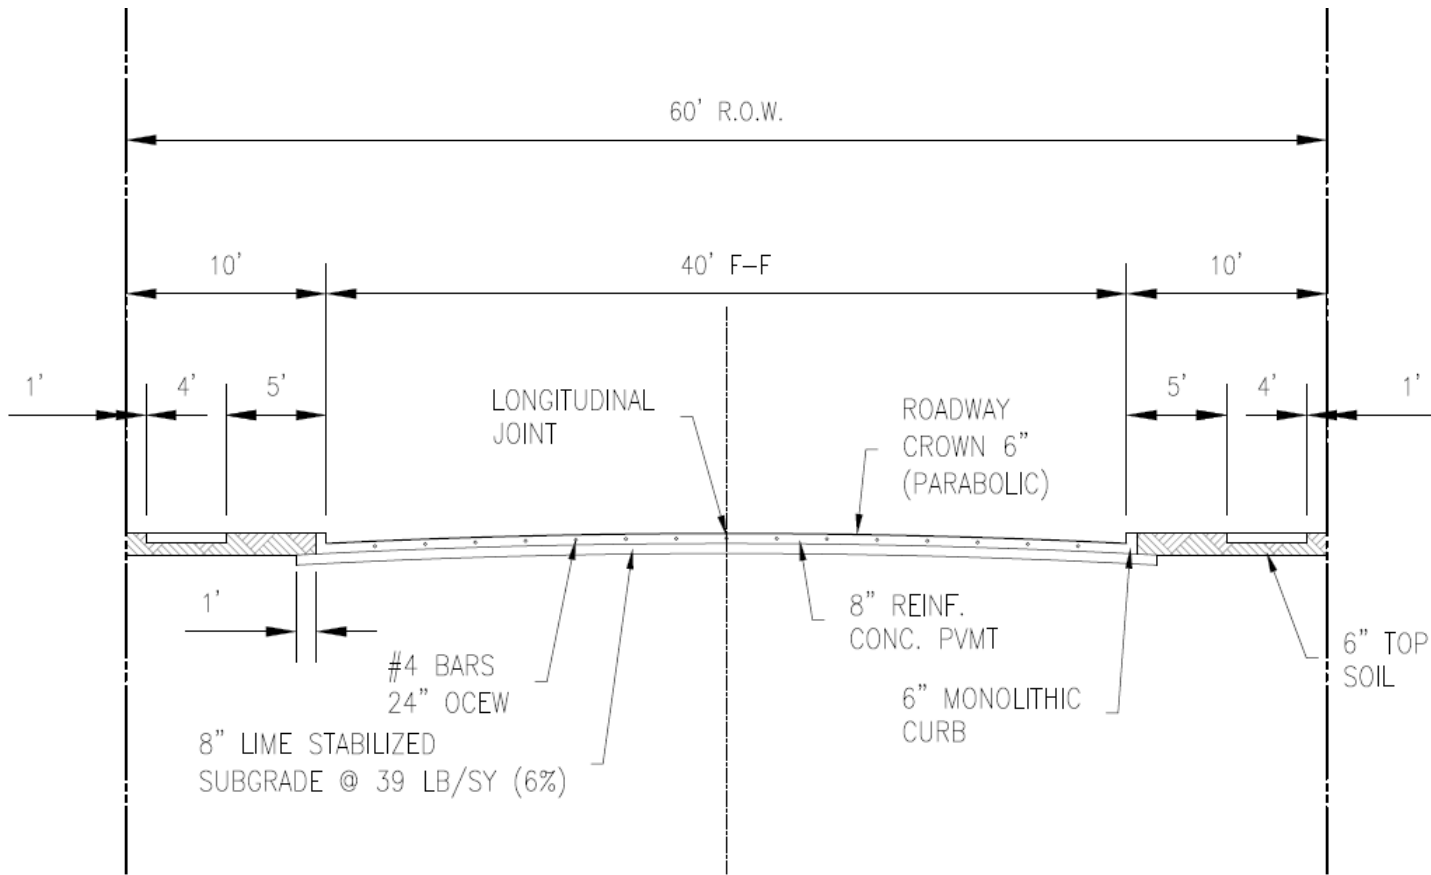 60' R.O.W.
10'
40' F-F
10'
1'
4'
5'
5'
4'
1'
LONGITUDINAL
JOINT
ROADWAY
CROWN 6"
(PARABOLIC)
1'
#4 BARS
24" OCEW
8" LIME STABILIZED
SUBGRADE @ 39 LB/SY (6%)
8" REINF.
CONC. PVMT
6" MONOLITHIC
CURB
6" TOP
SOIL